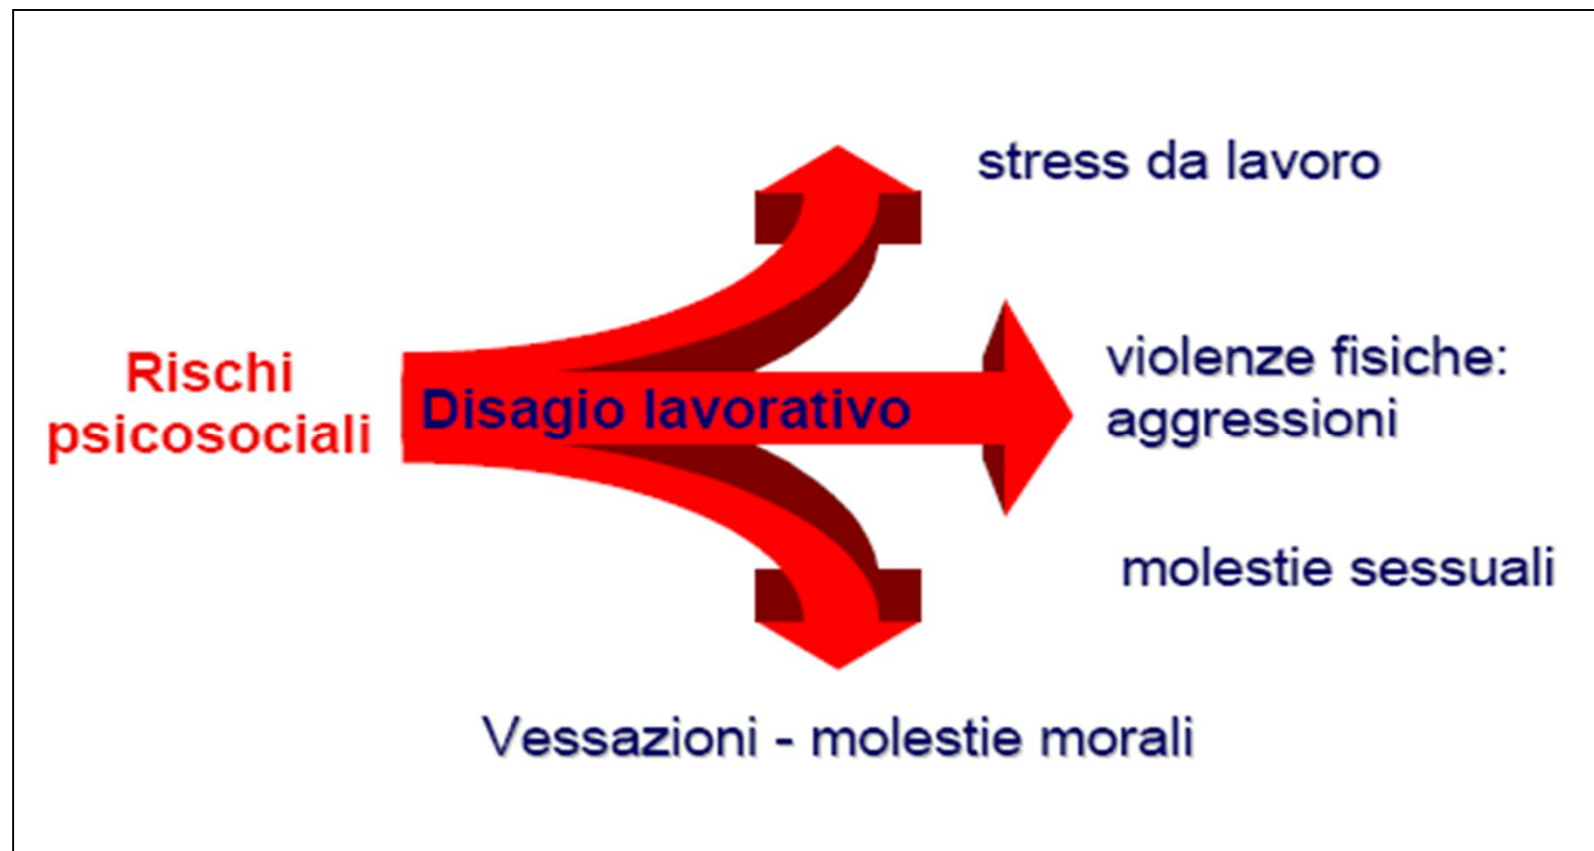 stress da lavoro
Rischi
psicosociali
Disagio lavorativo
violenze fisiche:
aggressioni
molestie sessuali
Vessazioni - molestie morali